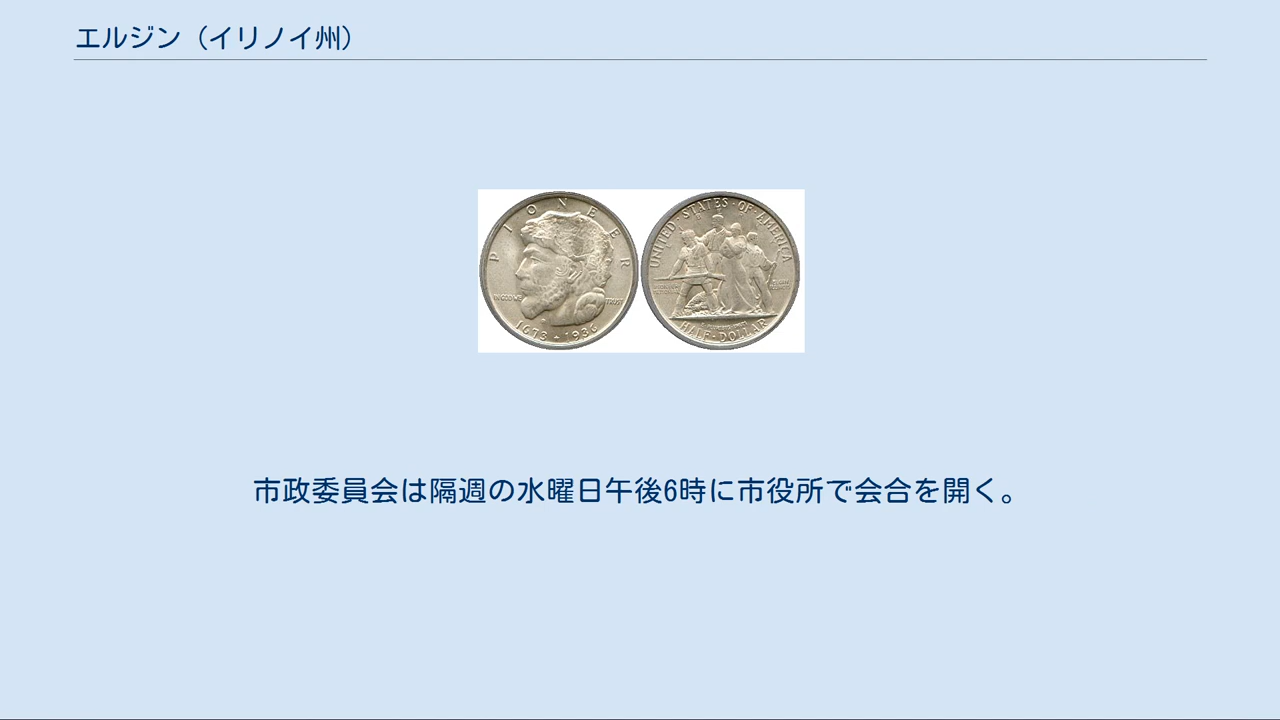 エルジン（イリノイ州）
PIONEER
IN GOD WE TRUST
1673 · 1936
UNITED · STATES · OF · AMERICA
HALF · DOLLAR
市政委員会は隔週の水曜日午後6時に市役所で会合を開く。